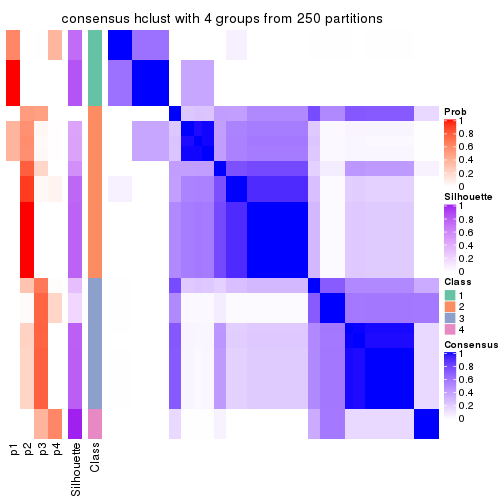 consensus hclust with 4 groups from 250 partitions
Prob
1
0.8
0.6
0.4
0.2
0
Silhouette
1
0.8
0.6
0.4
0.2
0
Class
1
2
3
4
Consensus
1
0.8
0.6
0.4
0.2
0
p1
p2
p3
p4
Silhouette
Class